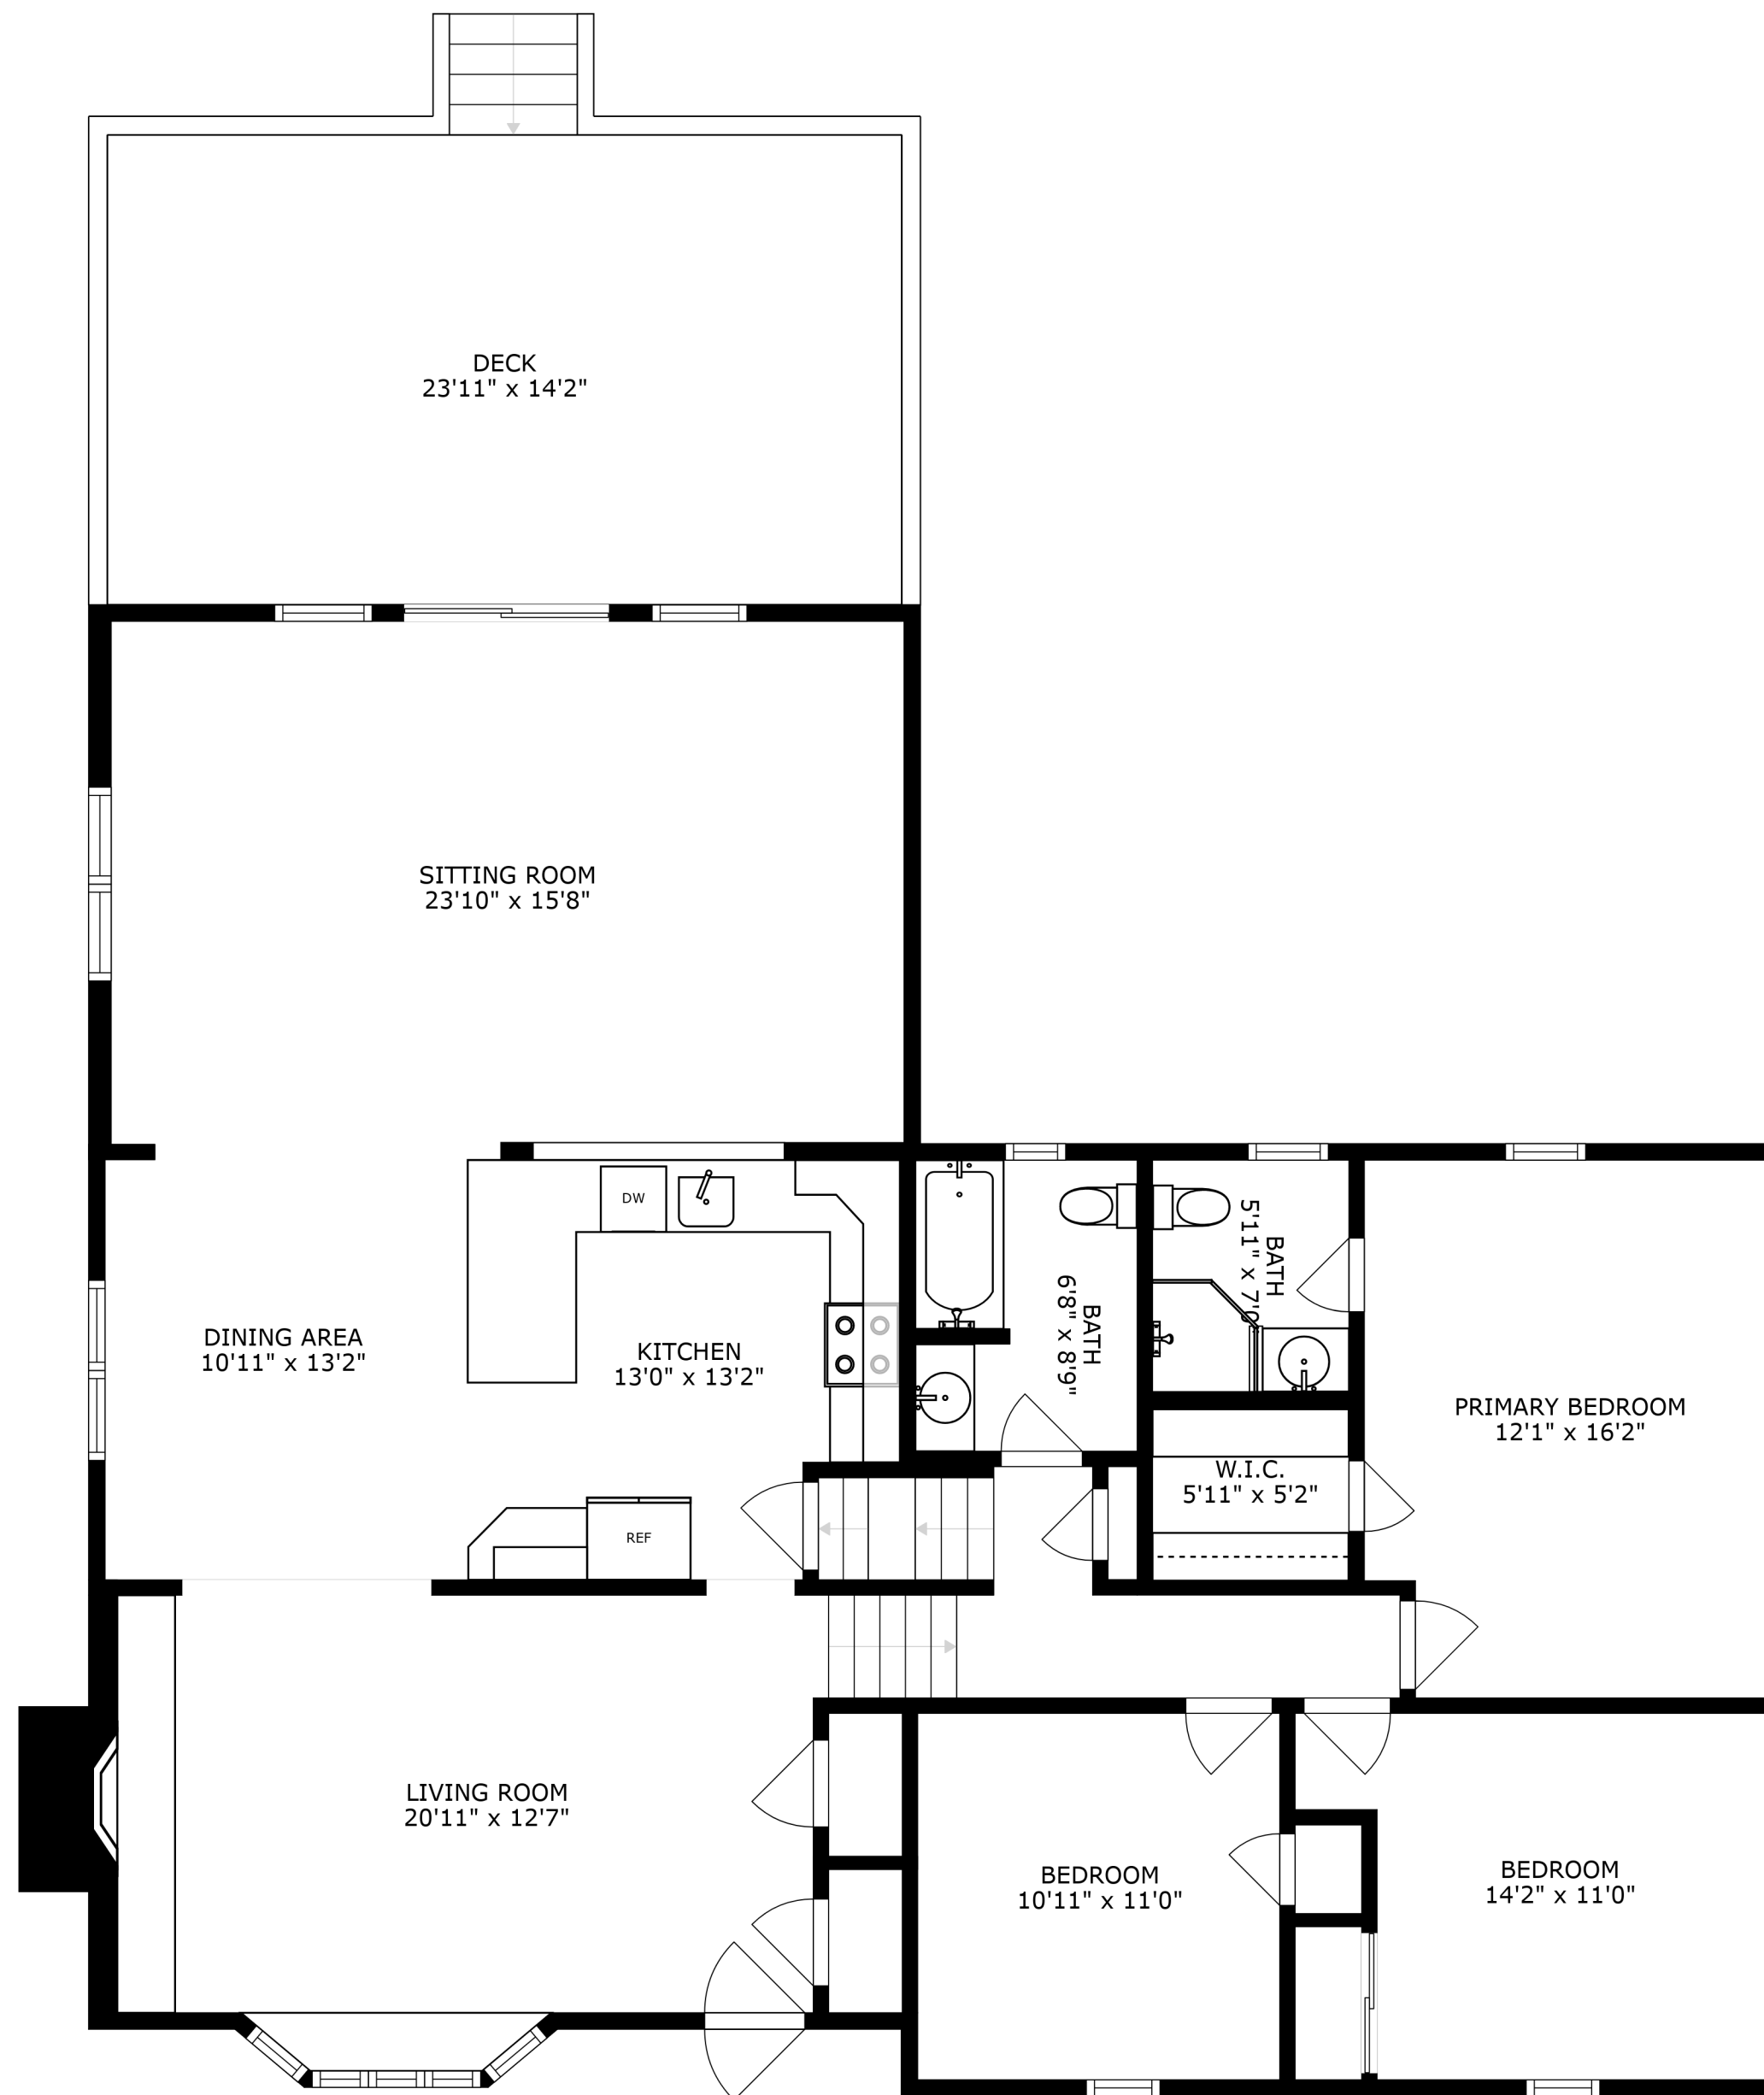 DECK
23'11" x 14'2"
SITTING ROOM
23'10" x 15'8"
DW
BATH
5'11" x 7'0"
BATH
6'8" x 8'9"
DINING AREA
10'11" x 13'2"
KITCHEN
13'0" x 13'2"
PRIMARY BEDROOM
12'1" x 16'2"
W.I.C.
5'11" x 5'2"
REF
LIVING ROOM
20'11" x 12'7"
BEDROOM
10'11" x 11'0"
BEDROOM
14'2" x 11'0"